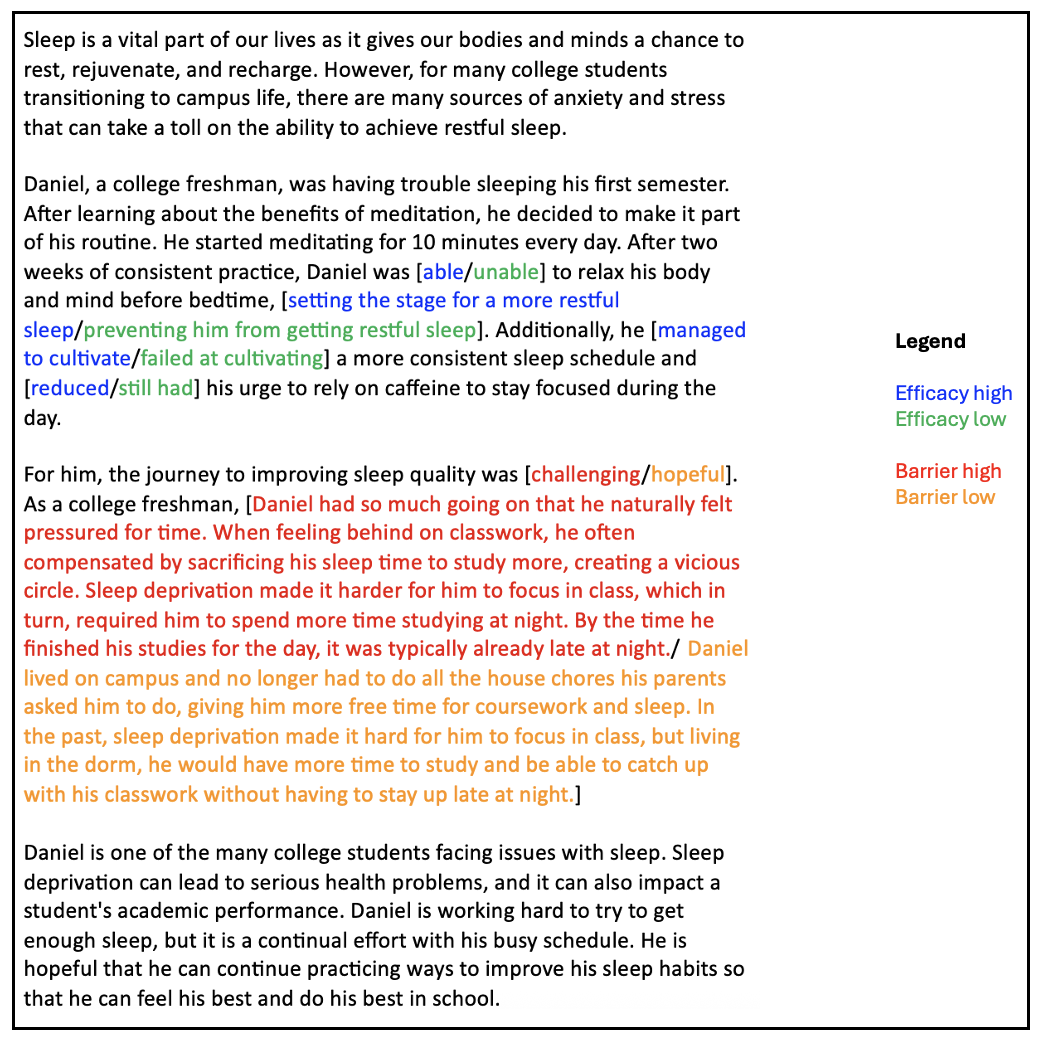 Sleep is a vital part of our lives as it gives our bodies and minds a chance to
rest, rejuvenate, and recharge. However, for many college students
transitioning to campus life, there are many sources of anxiety and stress
that can take a toll on the ability to achieve restful sleep.
Daniel, a college freshman, was having trouble sleeping his first semester.
After learning about the benefits of meditation, he decided to make it part
of his routine. He started meditating for 10 minutes every day. After two
weeks of consistent practice, Daniel was [able/unable] to relax his body
and mind before bedtime, [setting the stage for a more restful
sleep/preventing him from getting restful sleep]. Additionally, he [managed
to cultivate/failed at cultivating] a more consistent sleep schedule and
[reduced/still had] his urge to rely on caffeine to stay focused during the
day.
For him, the journey to improving sleep quality was [challenging/hopeful].
As a college freshman, [Daniel had so much going on that he naturally felt
pressured for time. When feeling behind on classwork, he often
compensated by sacrificing his sleep time to study more, creating a vicious
circle. Sleep deprivation made it harder for him to focus in class, which in
turn, required him to spend more time studying at night. By the time he
finished his studies for the day, it was typically already late at night./ Daniel
lived on campus and no longer had to do all the house chores his parents
asked him to do, giving him more free time for coursework and sleep. In
the past, sleep deprivation made it hard for him to focus in class, but living
in the dorm, he would have more time to study and be able to catch up
with his classwork without having to stay up late at night.]
Daniel is one of the many college students facing issues with sleep. Sleep
deprivation can lead to serious health problems, and it can also impact a
student's academic performance. Daniel is working hard to try to get
enough sleep, but it is a continual effort with his busy schedule. He is
hopeful that he can continue practicing ways to improve his sleep habits so
that he can feel his best and do his best in school.
Legend
Efficacy high
Efficacy low
Barrier high
Barrier low